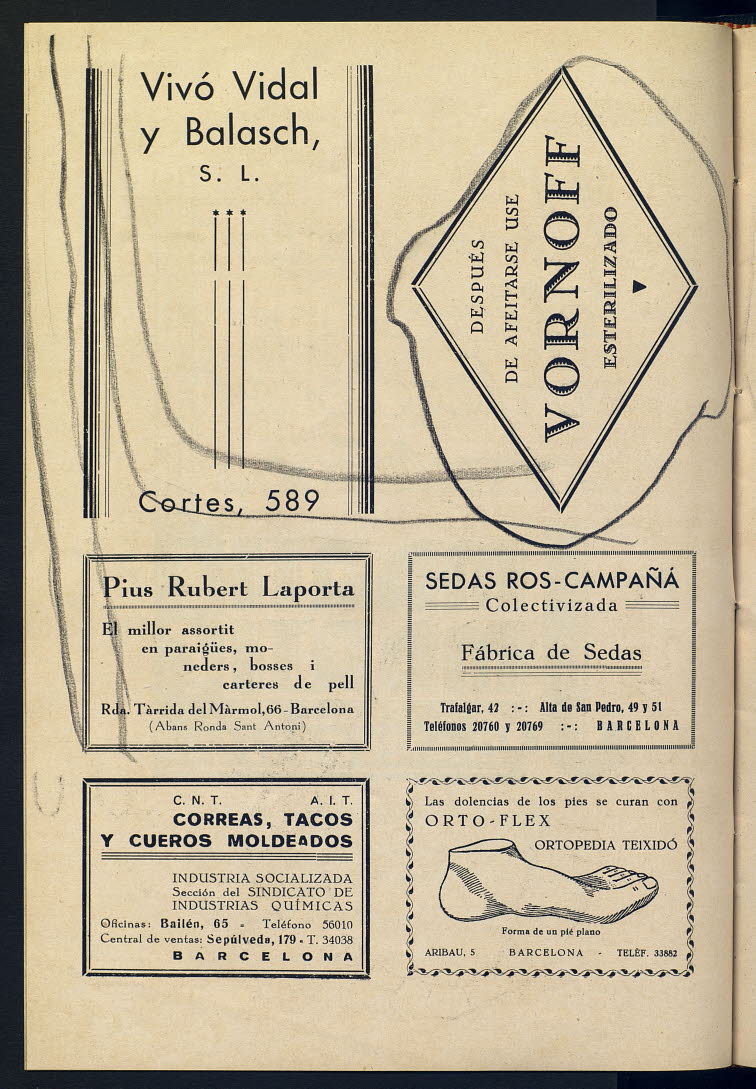 Vivó Vidal
y Balasch,
S. L.
Cortes, 589
DESPUÉS
DE AFEITARSE USE
VORNOFF
ESTERILIZADO
Pius Rubert Laporta
El millor assortit
en paraigües, mo-
neders, bosses i
carteres de pell
Rda. Tàrrida del Màrmol, 66 - Barcelona
(Abans Ronda Sant Antoni)
SEDAS ROS-CAMPAÑÁ
Colectivizada
Fábrica de Sedas
Trafalgar, 42 :-: Alta de San Pedro, 49 y 51
Teléfonos 20760 y 20769 :-: BARCELONA
C. N. T. A. I. T.
CORREAS, TACOS
Y CUEROS MOLDEADOS
INDUSTRIA SOCIALIZADA
Sección del SINDICATO DE
INDUSTRIAS QUÍMICAS
Oficinas: Bailén, 65 - Teléfono 56010
Central de ventas: Sepúlveda, 179 - T. 34038
BARCELONA
Las dolencias de los pies se curan con
ORTO-FLEX
ORTOPEDIA TEIXIDÓ
Forma de un pié plano
ARIBAU, 5 BARCELONA - TELÉF. 33882